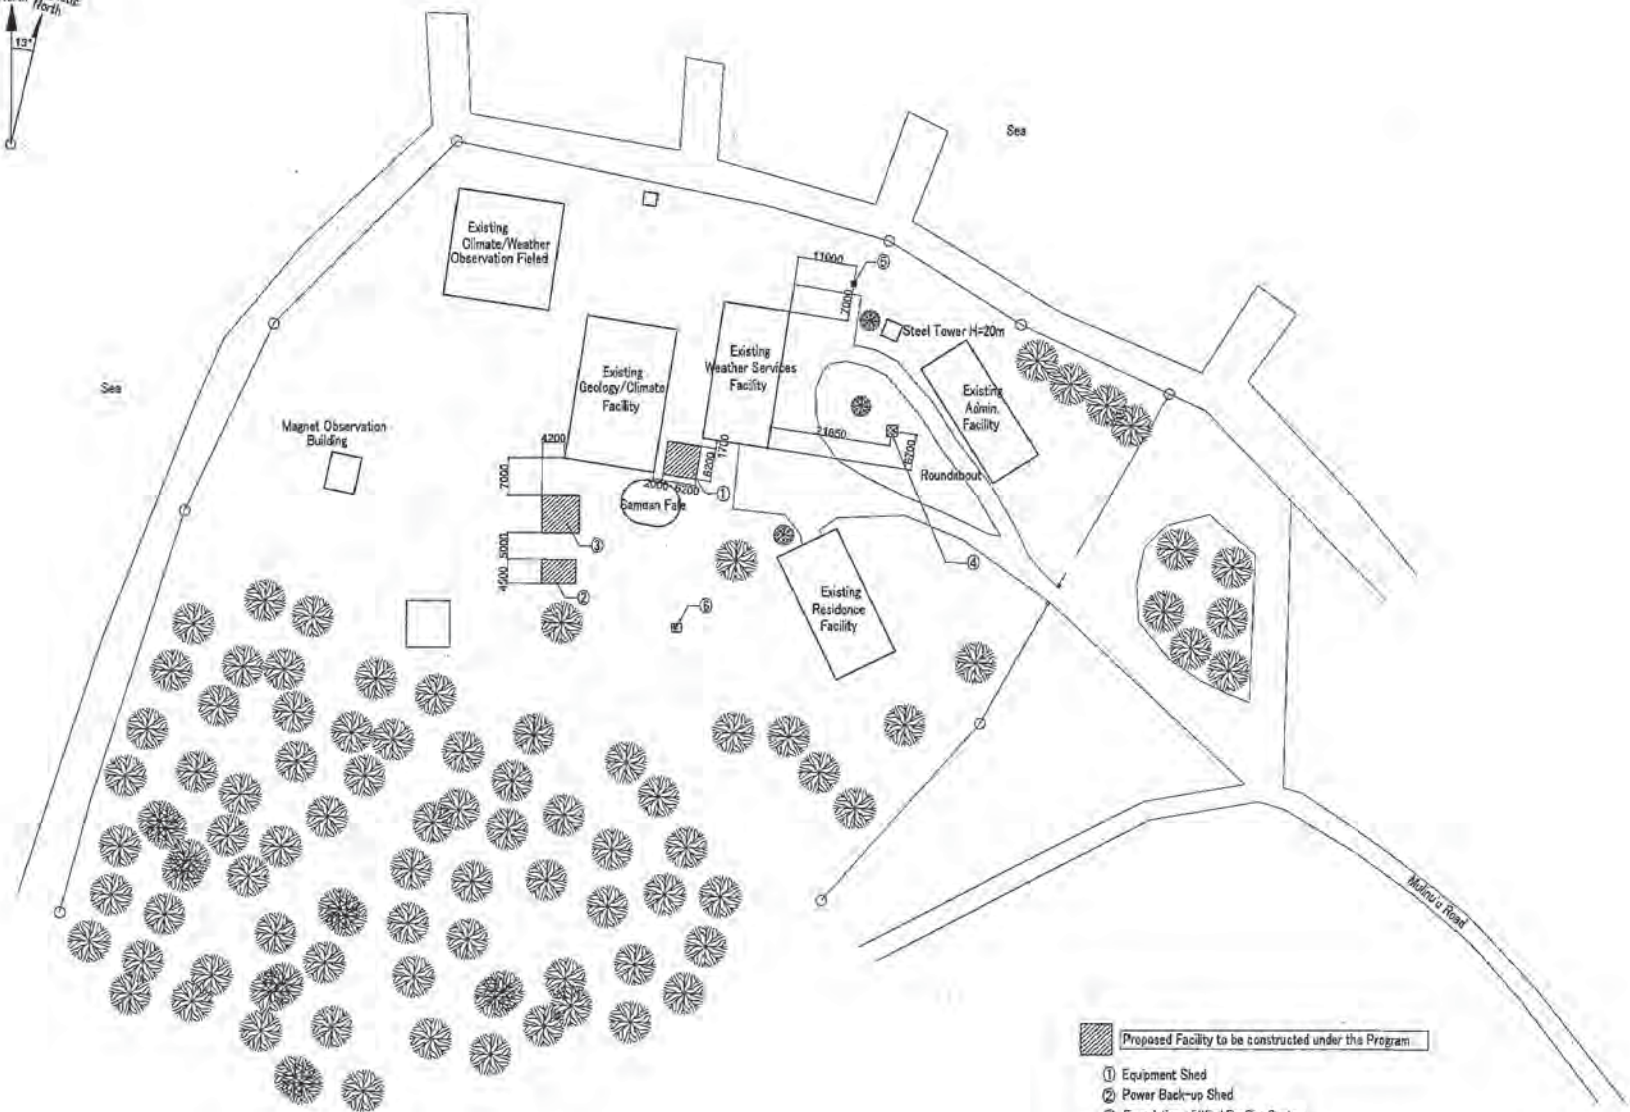 North
13°
Sea
Sea
Existing
Climate/Weather
Observation Fieled
11000
⑤
7000
Steel Tower H=20m
Existing
Weather Services
Facility
Existing
Geology/Climate
Facility
Existing
Admin.
Facility
Magnet Observation
Building
4200
21650
6200
1700
6200
Roundabout
7000
2000
6200
①
Samoan Fale
③
5000
④
4500
②
⑥
Existing
Residence
Facility
Mulinu'u Road
Proposed Facility to be constructed under the Program
① Equipment Shed
② Power Back-up Shed